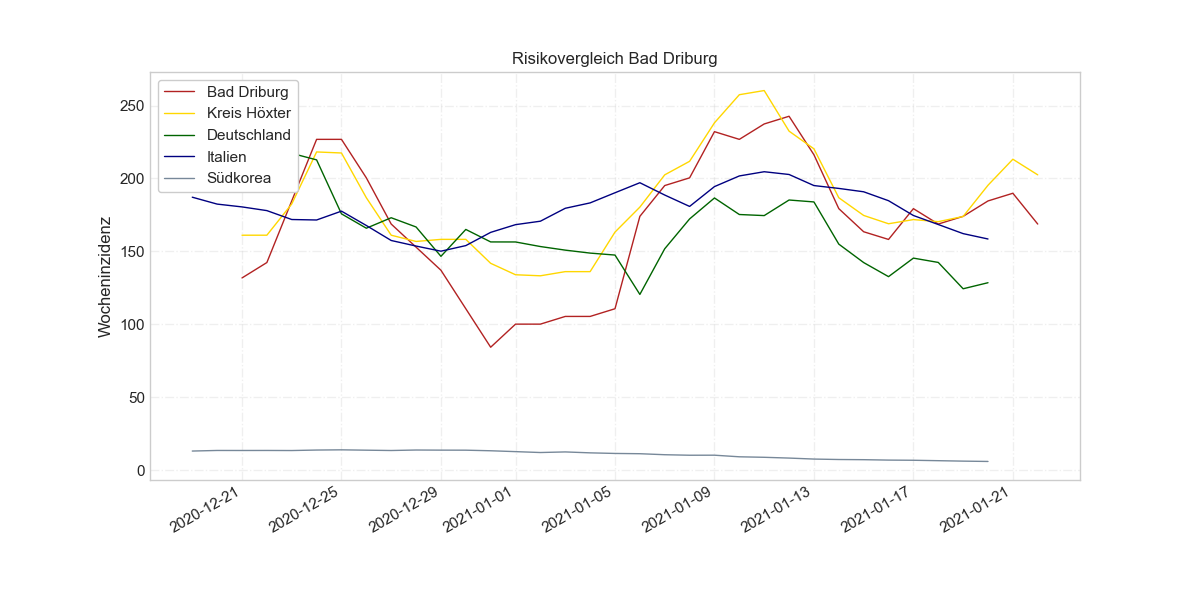 Risikovergleich Bad Driburg
Bad Driburg
Kreis Höxter
Deutschland
Italien
Südkorea
Wocheninzidenz
250
200
150
100
50
0
2020-12-21
2020-12-25
2020-12-29
2021-01-01
2021-01-05
2021-01-09
2021-01-13
2021-01-17
2021-01-21